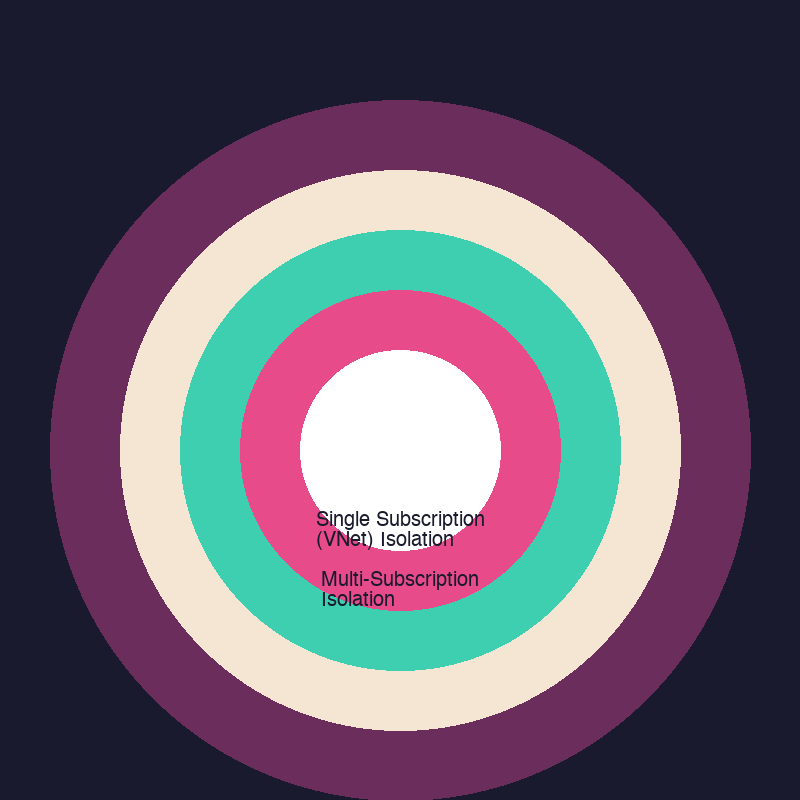 Single Subscription
(VNet) Isolation
Multi-Subscription
Isolation